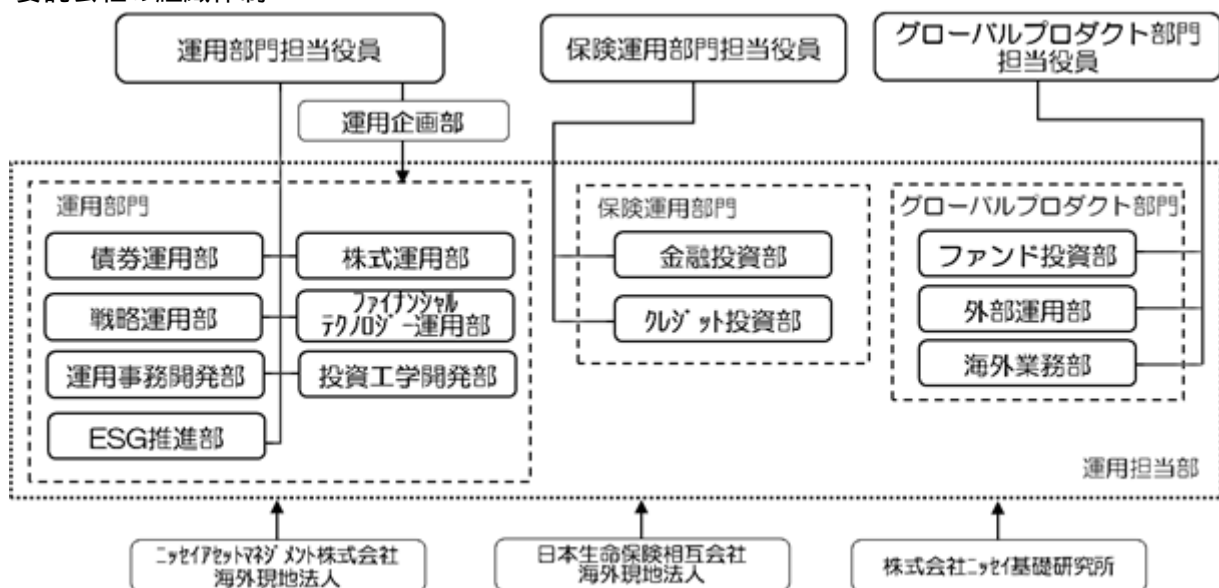 運用部門担当役員
保険運用部門担当役員
グローバルプロダクト部門
担当役員
運用企画部
運用部門
債券運用部
株式運用部
戦略運用部
ファイナンシャル
テクノロジー運用部
運用事務開発部
投資工学開発部
ESG推進部
保険運用部門
金融投資部
クレジット投資部
グローバルプロダクト部門
ファンド投資部
外部運用部
海外業務部
運用担当部
ニッセイアセットマネジメント株式会社
海外現地法人
日本生命保険相互会社
海外現地法人
株式会社ニッセイ基礎研究所